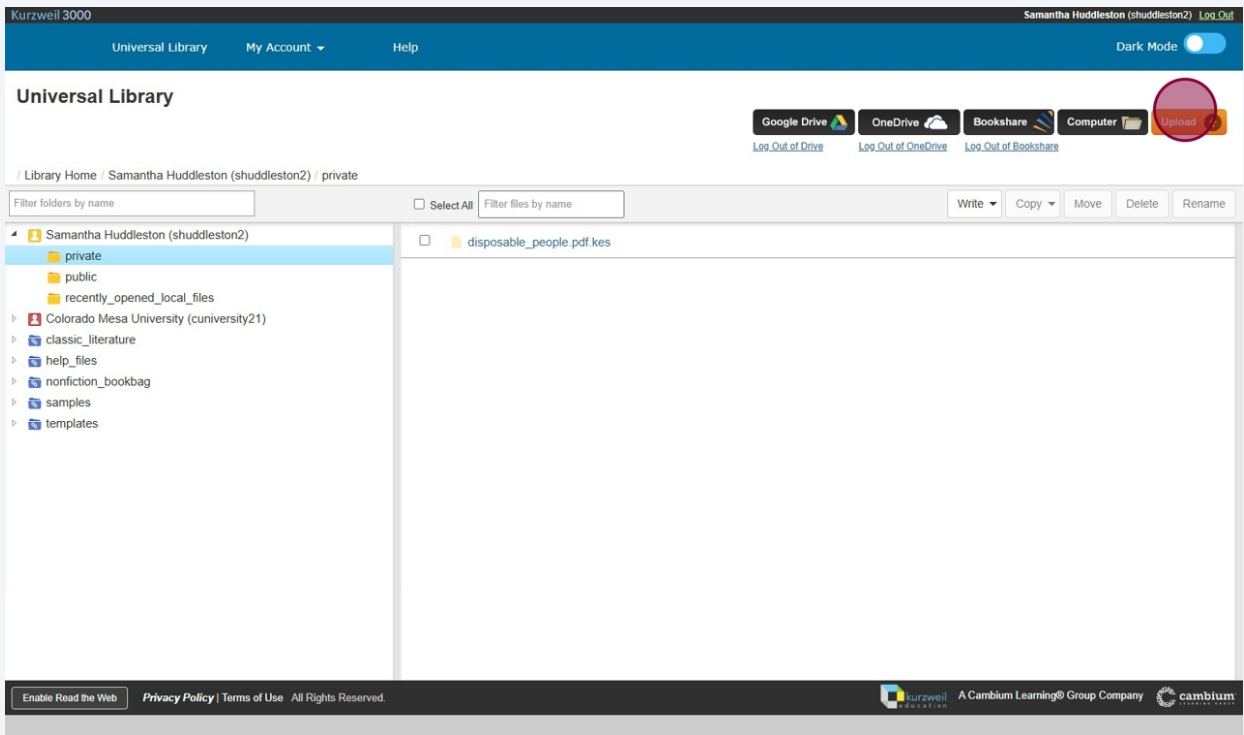 Kurzweil 3000
Samantha Huddleston (shuddleston2) Log Out
Universal Library My Account Help Dark Mode
Universal Library
Google Drive OneDrive Bookshare Computer Upload
Log Out of Drive Log Out of OneDrive Log Out of Bookshare
/ Library Home / Samantha Huddleston (shuddleston2) / private
Filter folders by name Select All Filter files by name Write Copy Move Delete Rename
Samantha Huddleston (shuddleston2)
disposable_people.pdf.kes
private
public
recently_opened_local_files
Colorado Mesa University (cuniversity21)
classic_literature
help_files
nonfiction_bookbag
samples
templates
Enable Read the Web Privacy Policy | Terms of Use All Rights Reserved. kurzweil education A Cambium Learning® Group Company cambium LEARNING GROUP